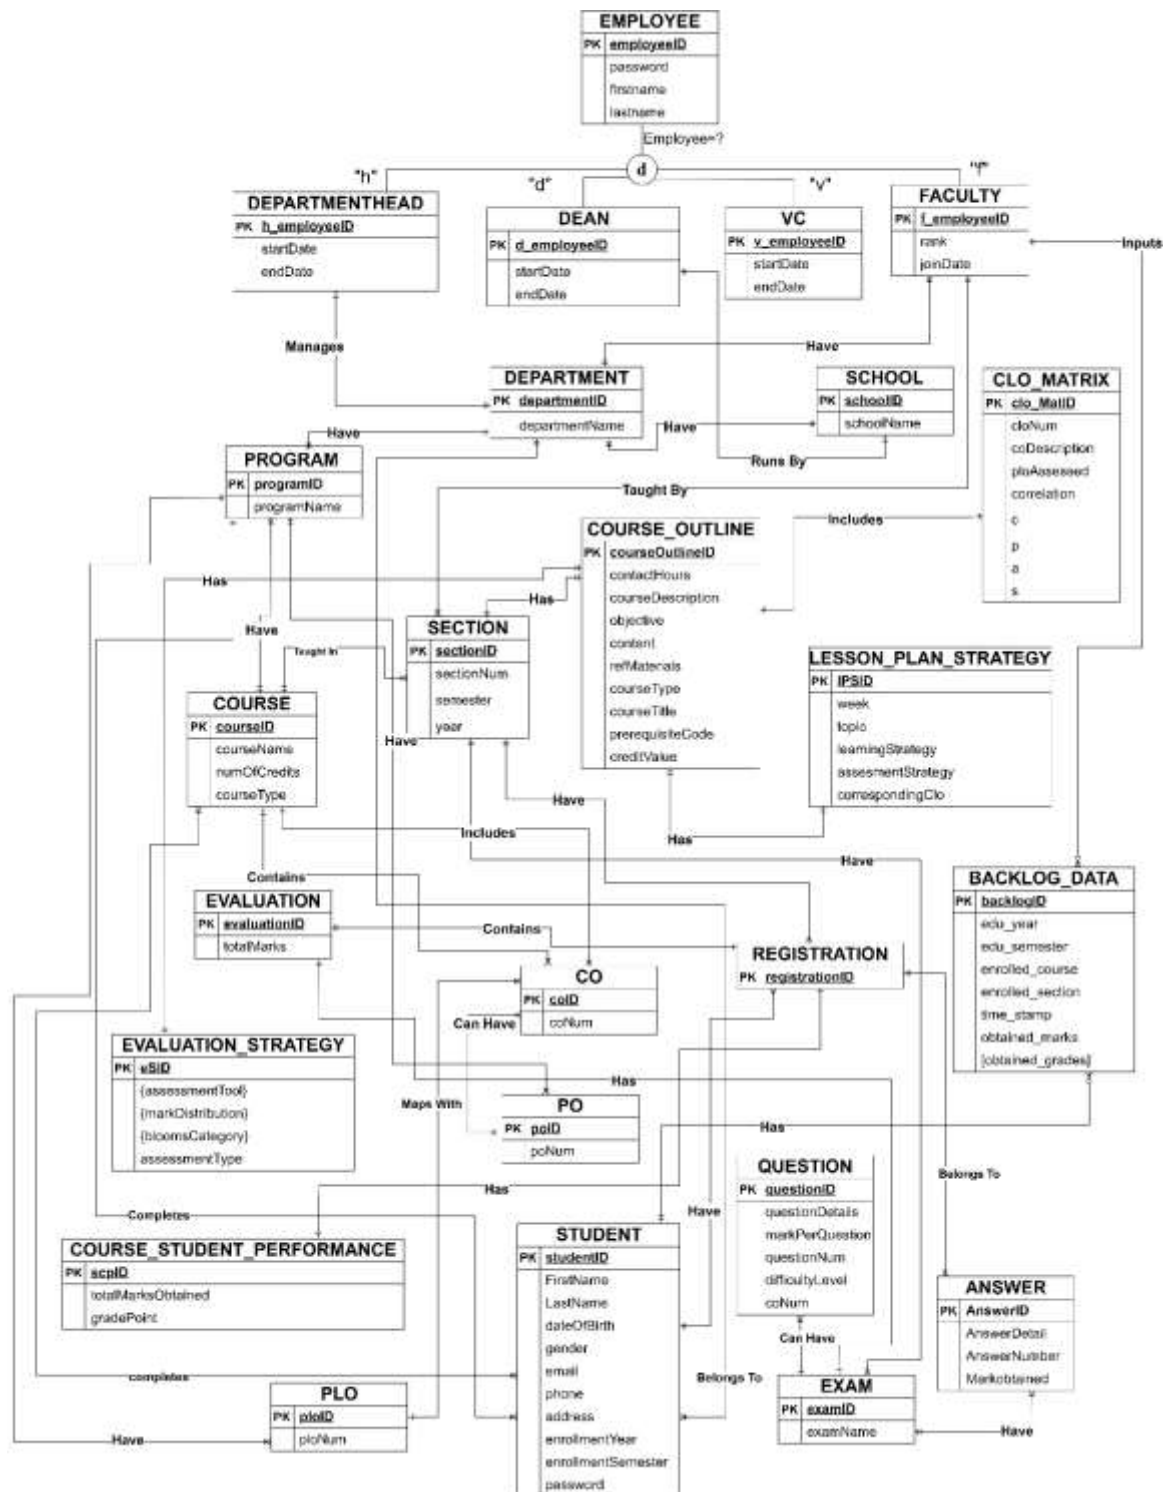 EMPLOYEE
PK employeeID
password
firstname
lastname
Employee=?
d
"h"
"d"
"v"
"f"
DEPARTMENTHEAD
PK h_employeeID
startDate
endDate
DEAN
PK d_employeeID
startDate
endDate
VC
PK v_employeeID
startDate
endDate
FACULTY
PK f_employeeID
rank
joinDate
Inputs
Manages
Have
DEPARTMENT
PK departmentID
departmentName
SCHOOL
PK schoolID
schoolName
CLO_MATRIX
PK clo_MatID
cloNum
coDescription
ploAssessed
correlation
c
p
a
s
Have
Have
Runs By
PROGRAM
PK programID
programName
Taught By
Includes
COURSE_OUTLINE
PK courseOutlineID
contactHours
courseDescription
objective
content
refMaterials
courseType
courseTitle
prerequisiteCode
creditValue
Has
Has
Have
Taught In
SECTION
PK sectionID
sectionNum
semester
year
LESSON_PLAN_STRATEGY
PK lPSID
week
topic
learningStrategy
assesmentStrategy
correspondingClo
COURSE
PK courseID
courseName
numOfCredits
courseType
Have
Have
Includes
Has
Have
Contains
EVALUATION
PK evaluationID
totalMarks
Contains
BACKLOG_DATA
PK backlogID
edu_year
edu_semester
enrolled_course
enrolled_section
time_stamp
obtained_marks
[obtained_grades]
REGISTRATION
PK registrationID
CO
PK coID
coNum
Can Have
EVALUATION_STRATEGY
PK eSID
{assessmentTool}
{markDistribution}
{bloomsCategory}
assessmentType
Maps With
Has
PO
PK poID
poNum
Has
Has
Belongs To
QUESTION
PK questionID
questionDetails
markPerQuestion
questionNum
difficultyLevel
coNum
Completes
Have
COURSE_STUDENT_PERFORMANCE
PK scpID
totalMarksObtained
gradePoint
STUDENT
PK studentID
FirstName
LastName
dateOfBirth
gender
email
phone
address
enrollmentYear
enrollmentSemester
password
ANSWER
PK AnswerID
AnswerDetail
AnswerNumber
Markobtained
Can Have
Completes
Belongs To
EXAM
PK examID
examName
Have
PLO
PK ploID
ploNum
Have